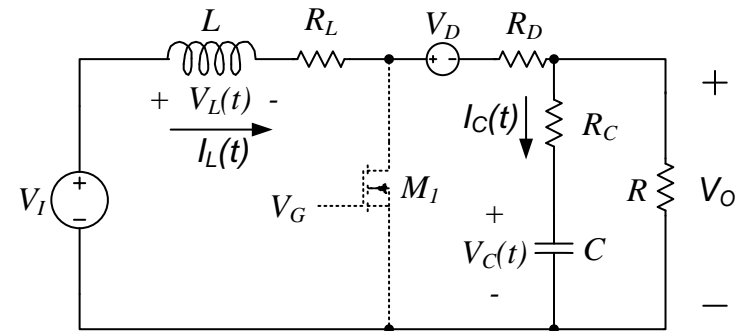 L
R_L
V_D
R_D
+ V_L(t) -
I_L(t)
I_C(t)
R_C
+
V_I
+
-
V_G
M_1
+
V_C(t)
-
C
R
V_O
−
+ -